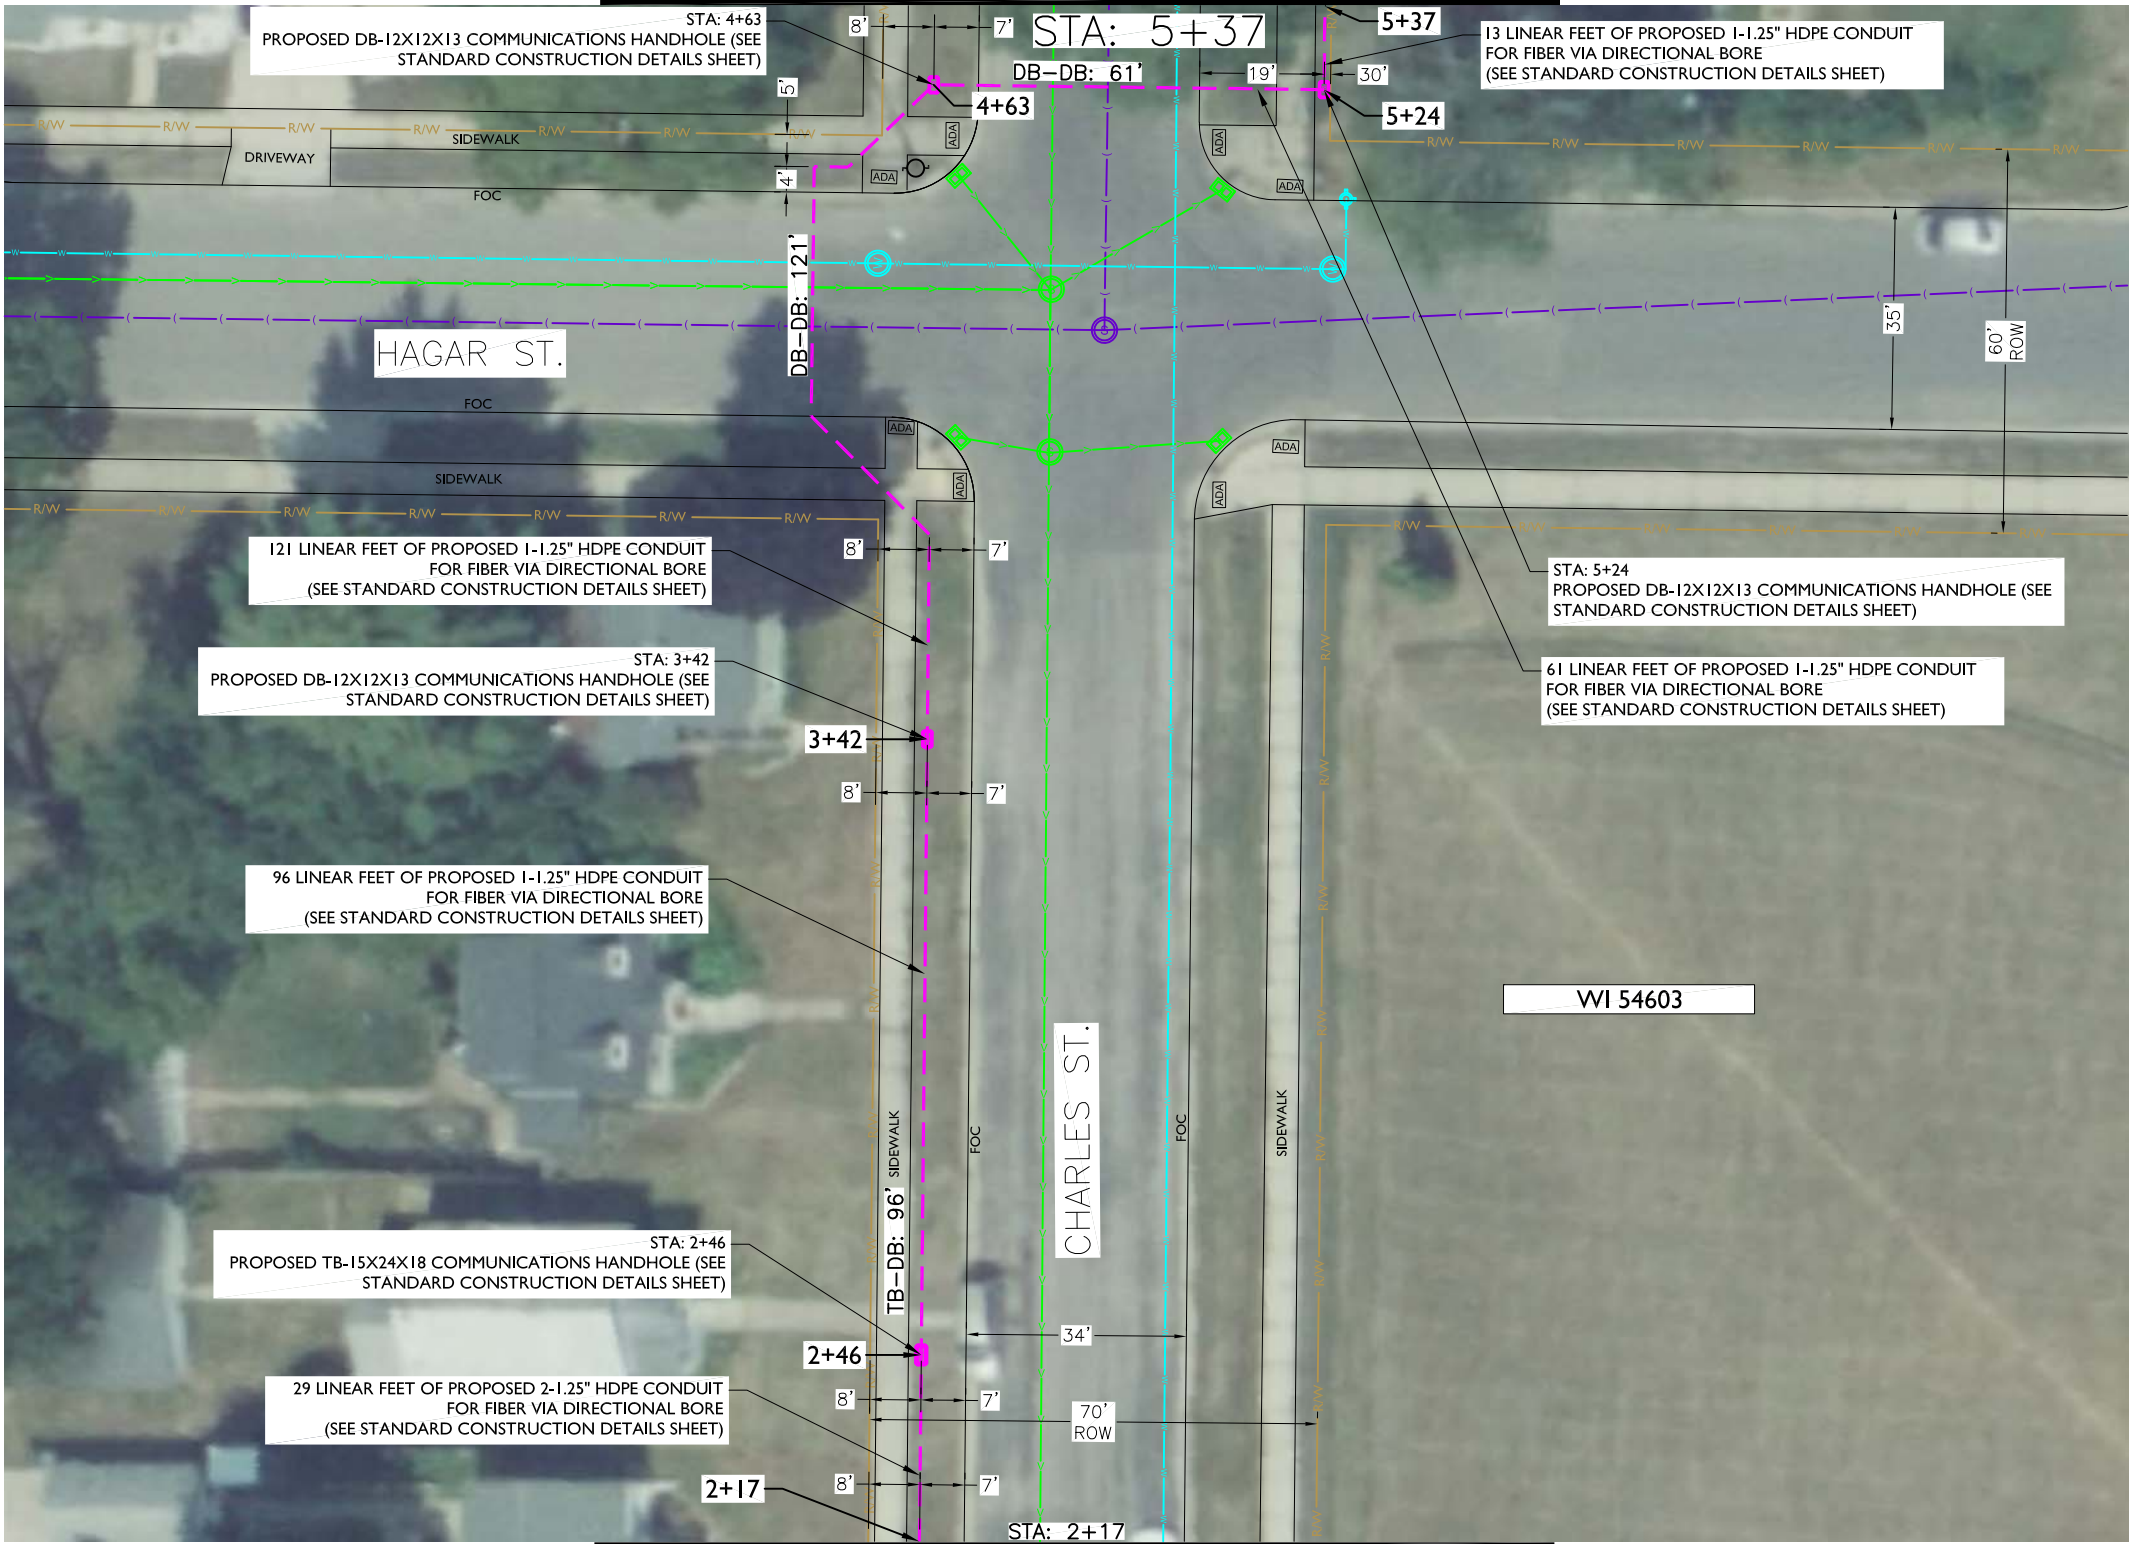 STA: 4+63
PROPOSED DB-12X12X13 COMMUNICATIONS HANDHOLE (SEE
STANDARD CONSTRUCTION DETAILS SHEET)
8'
7'
STA: 5+37
5+37
13 LINEAR FEET OF PROPOSED 1-1.25" HDPE CONDUIT
FOR FIBER VIA DIRECTIONAL BORE
(SEE STANDARD CONSTRUCTION DETAILS SHEET)
DB-DB: 61'
19'
30'
5'
4+63
5+24
R/W R/W R/W R/W R/W R/W R/W
R/W R/W R/W R/W R/W R/W
SIDEWALK
DRIVEWAY
ADA
ADA
ADA
ADA
4'
FOC
DB-DB: 121'
HAGAR ST.
35'
60'
ROW
FOC
ADA
ADA
ADA
ADA
SIDEWALK
R/W R/W R/W R/W R/W R/W R/W
R/W R/W R/W R/W R/W R/W
8'
7'
121 LINEAR FEET OF PROPOSED 1-1.25" HDPE CONDUIT
FOR FIBER VIA DIRECTIONAL BORE
(SEE STANDARD CONSTRUCTION DETAILS SHEET)
STA: 5+24
PROPOSED DB-12X12X13 COMMUNICATIONS HANDHOLE (SEE
STANDARD CONSTRUCTION DETAILS SHEET)
STA: 3+42
PROPOSED DB-12X12X13 COMMUNICATIONS HANDHOLE (SEE
STANDARD CONSTRUCTION DETAILS SHEET)
61 LINEAR FEET OF PROPOSED 1-1.25" HDPE CONDUIT
FOR FIBER VIA DIRECTIONAL BORE
(SEE STANDARD CONSTRUCTION DETAILS SHEET)
3+42
8'
7'
96 LINEAR FEET OF PROPOSED 1-1.25" HDPE CONDUIT
FOR FIBER VIA DIRECTIONAL BORE
(SEE STANDARD CONSTRUCTION DETAILS SHEET)
WI 54603
CHARLES ST.
SIDEWALK
FOC
FOC
SIDEWALK
TB-DB: 96'
STA: 2+46
PROPOSED TB-15X24X18 COMMUNICATIONS HANDHOLE (SEE
STANDARD CONSTRUCTION DETAILS SHEET)
34'
2+46
29 LINEAR FEET OF PROPOSED 2-1.25" HDPE CONDUIT
FOR FIBER VIA DIRECTIONAL BORE
(SEE STANDARD CONSTRUCTION DETAILS SHEET)
8'
7'
70'
ROW
2+17
8'
7'
STA: 2+17